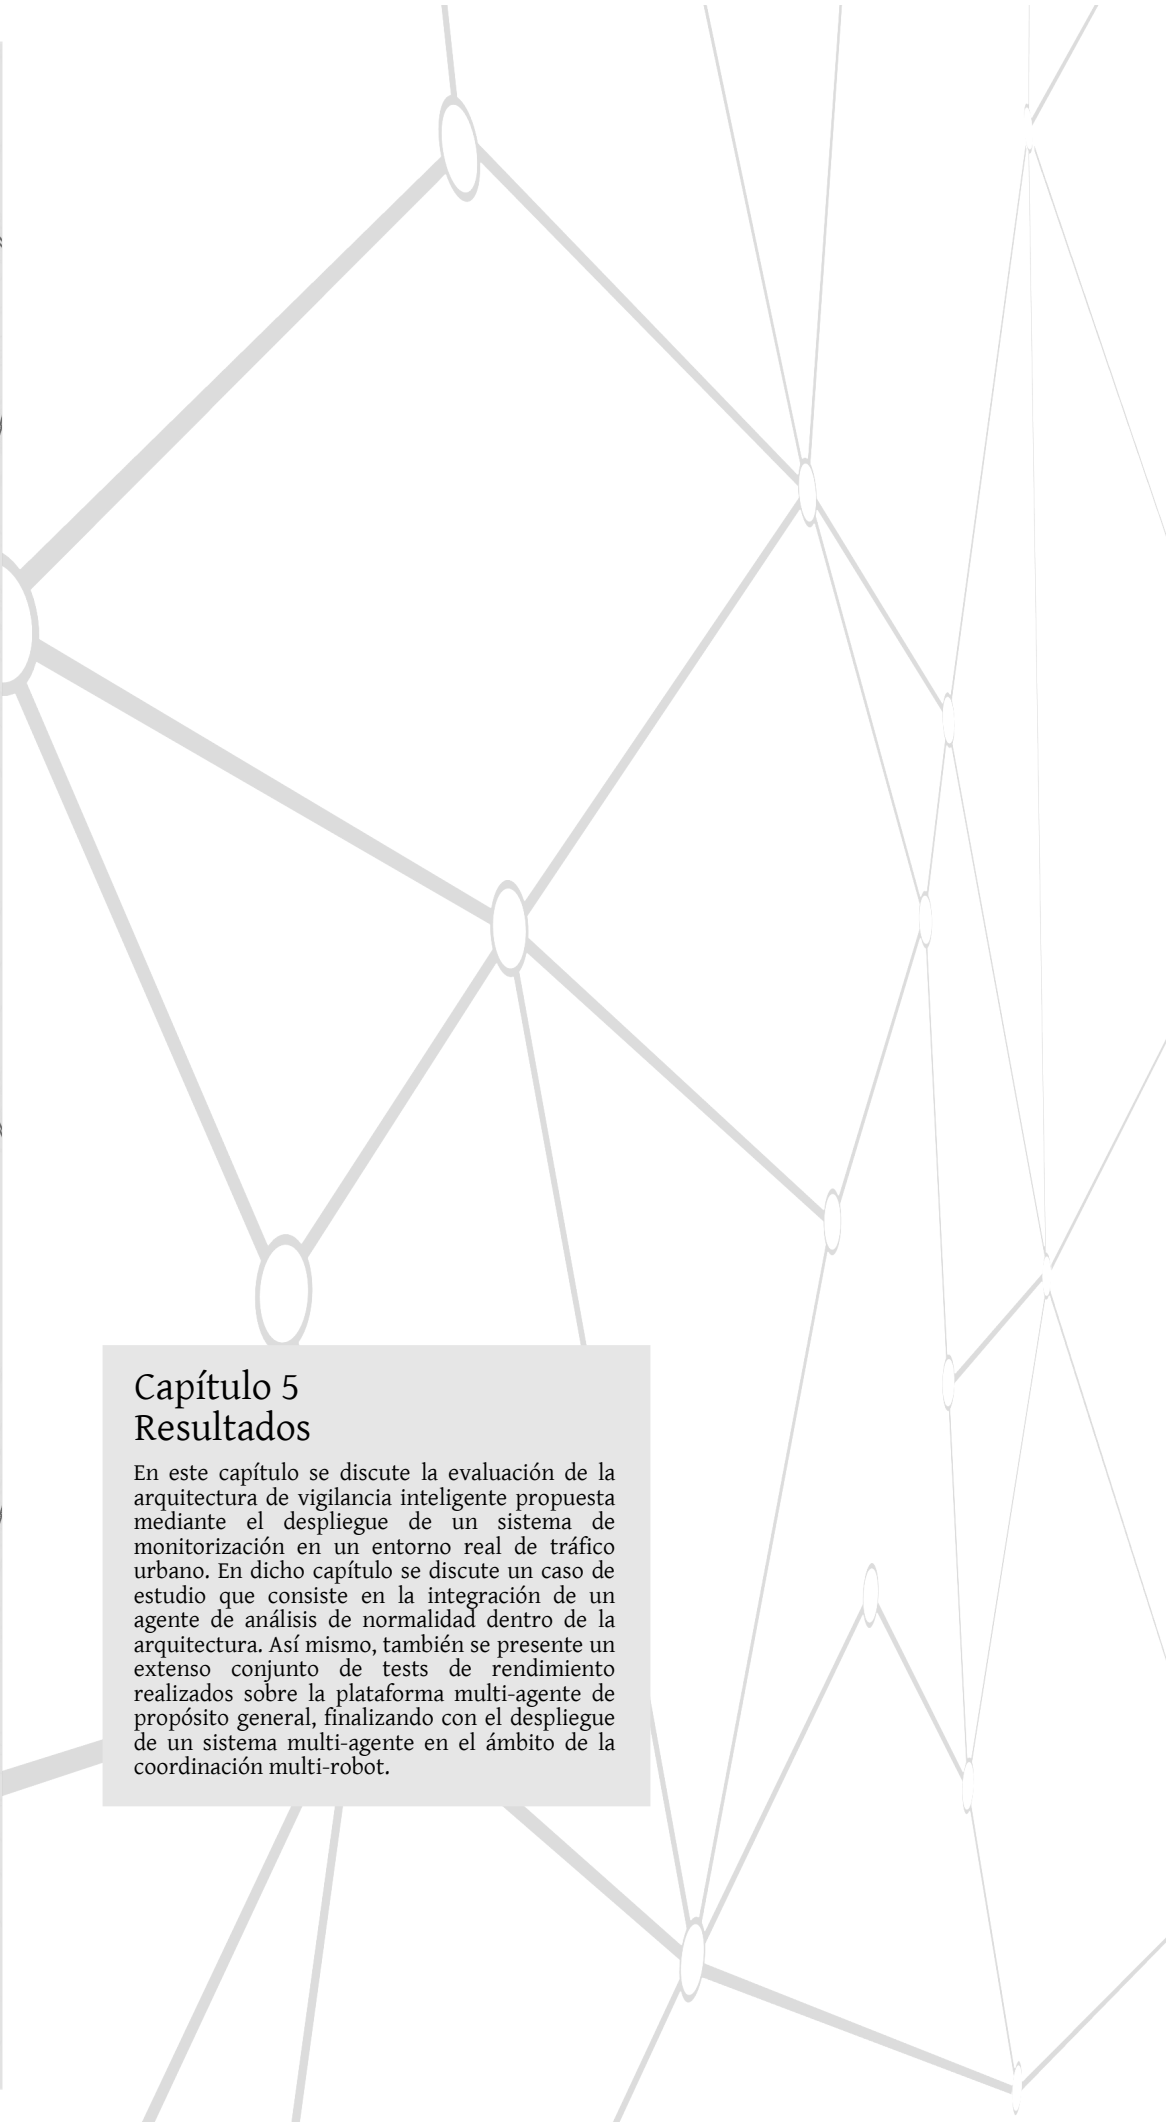 Capítulo 5
Resultados
En este capítulo se discute la evaluación de la
arquitectura de vigilancia inteligente propuesta
mediante el despliegue de un sistema de
monitorización en un entorno real de tráfico
urbano. En dicho capítulo se discute un caso de
estudio que consiste en la integración de un
agente de análisis de normalidad dentro de la
arquitectura. Así mismo, también se presente un
extenso conjunto de tests de rendimiento
realizados sobre la plataforma multi-agente de
propósito general, finalizando con el despliegue
de un sistema multi-agente en el ámbito de la
coordinación multi-robot.